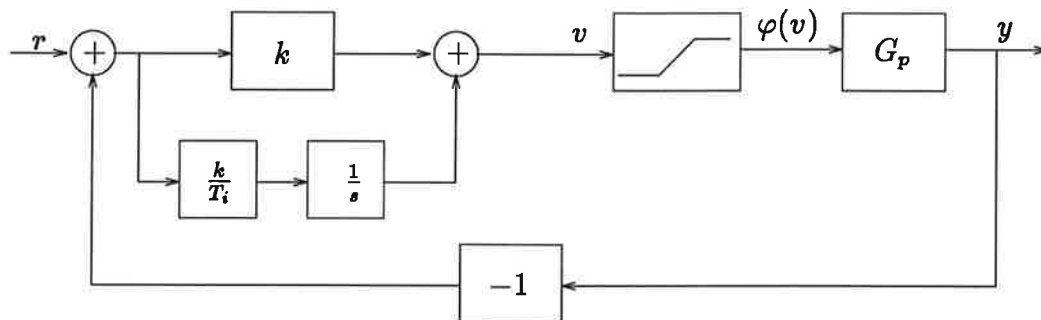 r
+
k
+
v
φ(v)
G_p
y
k/T_i
1/s
−1